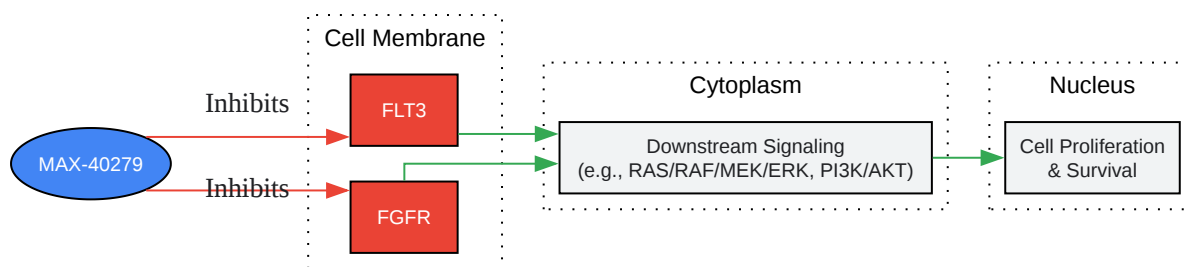 Cell Membrane
Inhibits
FLT3
MAX-40279
Inhibits
FGFR
Cytoplasm
Downstream Signaling
(e.g., RAS/RAF/MEK/ERK, PI3K/AKT)
Nucleus
Cell Proliferation
& Survival